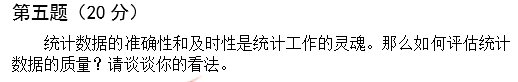 第五题（20 分）
统计数据的准确性和及时性是统计工作的灵魂。那么如何评估统计
数据的质量？请谈谈你的看法。